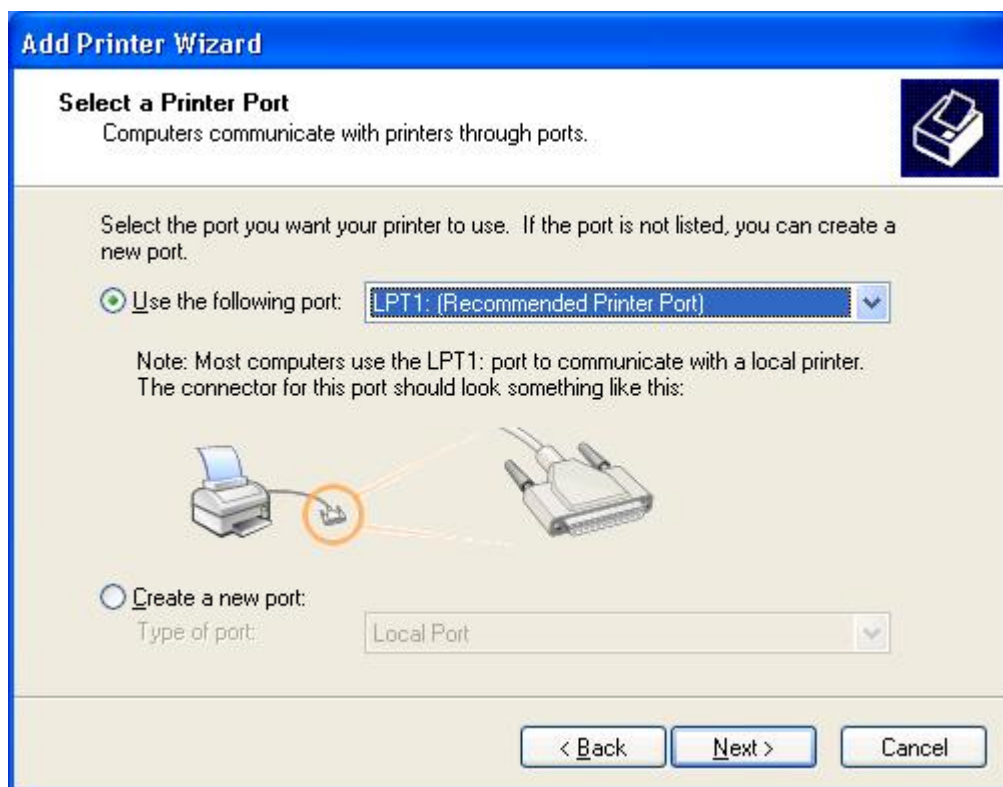 Add Printer Wizard
Select a Printer Port
Computers communicate with printers through ports.
Select the port you want your printer to use. If the port is not listed, you can create a
new port.
Use the following port: LPT1: (Recommended Printer Port)
Note: Most computers use the LPT1: port to communicate with a local printer.
The connector for this port should look something like this:
Create a new port:
Type of port: Local Port
< Back Next > Cancel